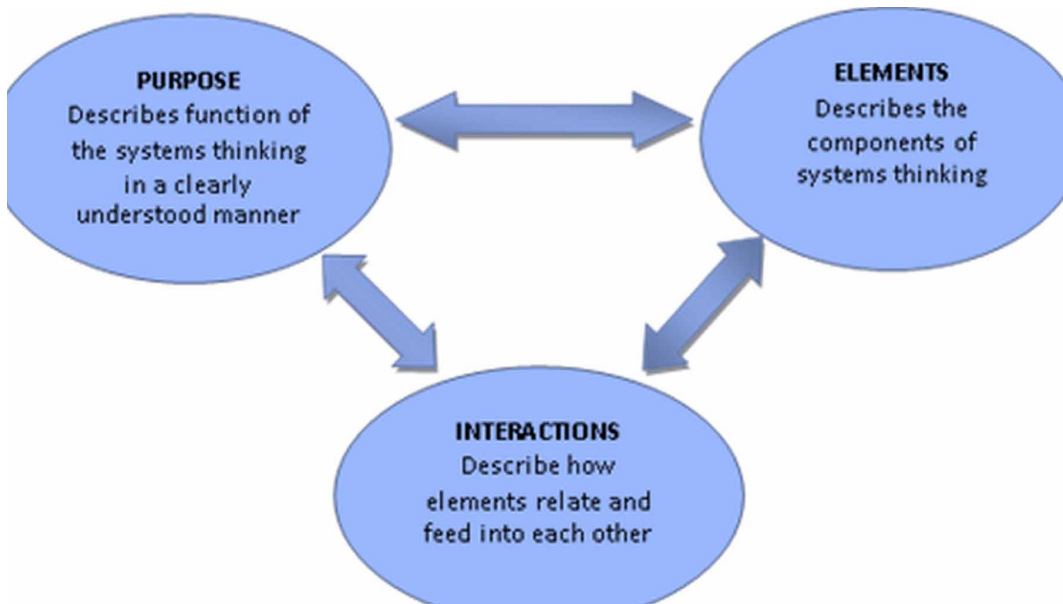 PURPOSE
Describes function of
the systems thinking
in a clearly
understood manner
ELEMENTS
Describes the
components of
systems thinking
INTERACTIONS
Describe how
elements relate and
feed into each other